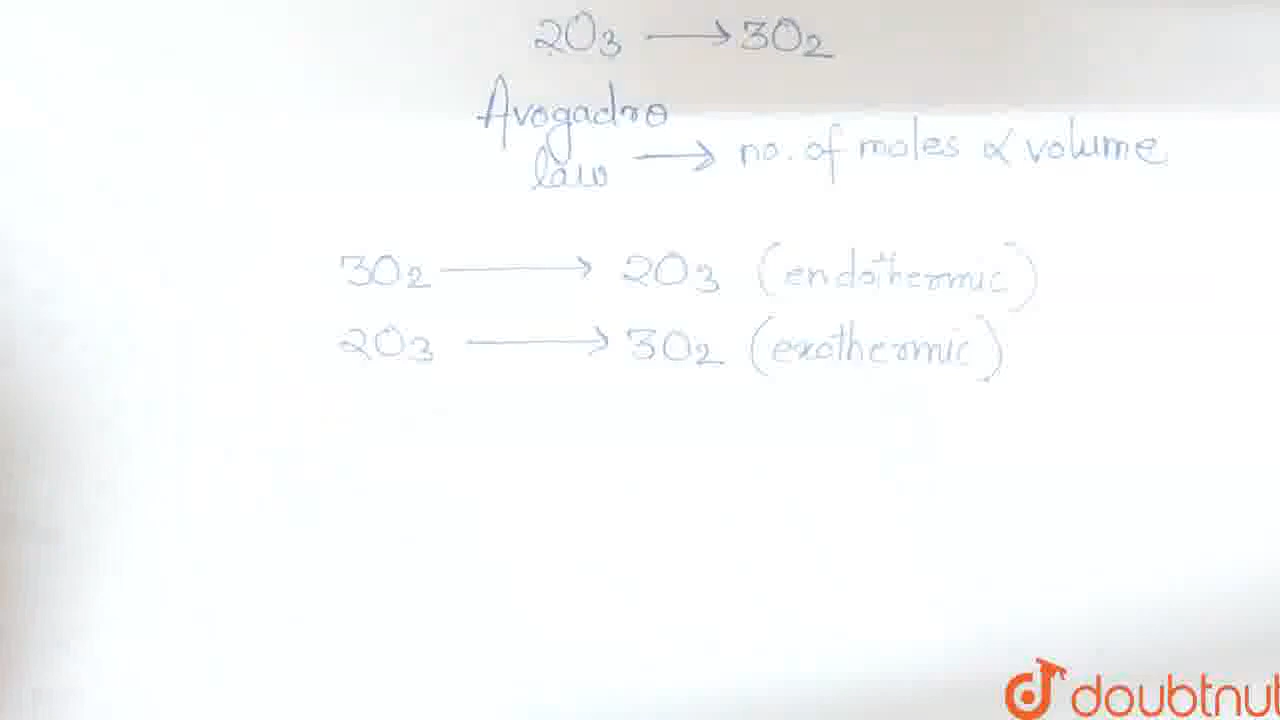 2O₃ ⟶ 3O₂
Avogadro
law ⟶ no. of moles ∝ volume
3O₂ ⟶ 2O₃ (endothermic)
2O₃ ⟶ 3O₂ (exothermic)
doubtnut